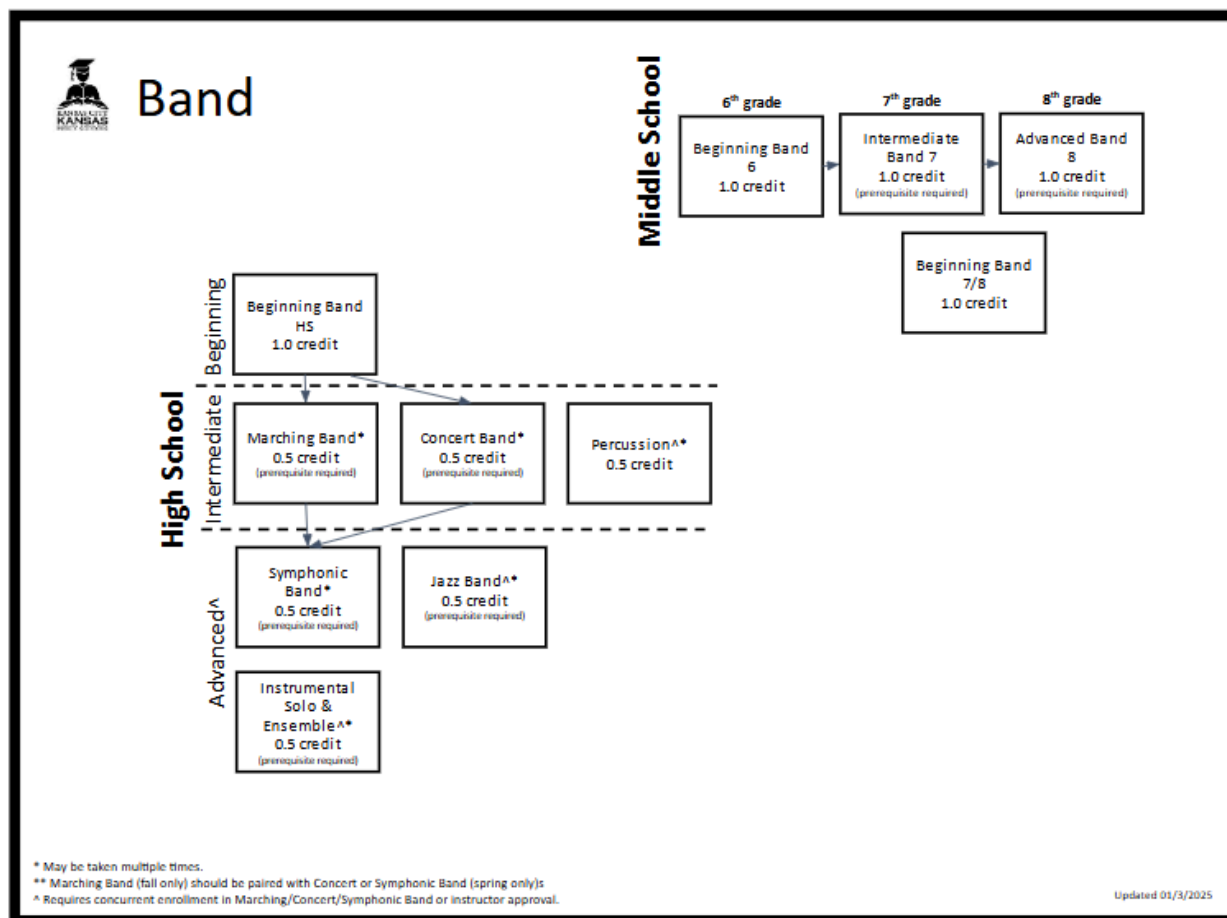 KANSAS CITY
KANSAS
PUBLIC SCHOOLS
Band
Middle School
6th grade
7th grade
8th grade
Beginning Band
6
1.0 credit
Intermediate
Band 7
1.0 credit
(prerequisite required)
Advanced Band
8
1.0 credit
(prerequisite required)
Beginning Band
7/8
1.0 credit
High School
Beginning
Beginning Band
HS
1.0 credit
Intermediate
Marching Band*
0.5 credit
(prerequisite required)
Concert Band*
0.5 credit
(prerequisite required)
Percussion^*
0.5 credit
Advanced^
Symphonic
Band*
0.5 credit
(prerequisite required)
Jazz Band^*
0.5 credit
(prerequisite required)
Instrumental
Solo &
Ensemble^*
0.5 credit
(prerequisite required)
* May be taken multiple times.
** Marching Band (fall only) should be paired with Concert or Symphonic Band (spring only)s
^ Requires concurrent enrollment in Marching/Concert/Symphonic Band or instructor approval.
Updated 01/3/2025